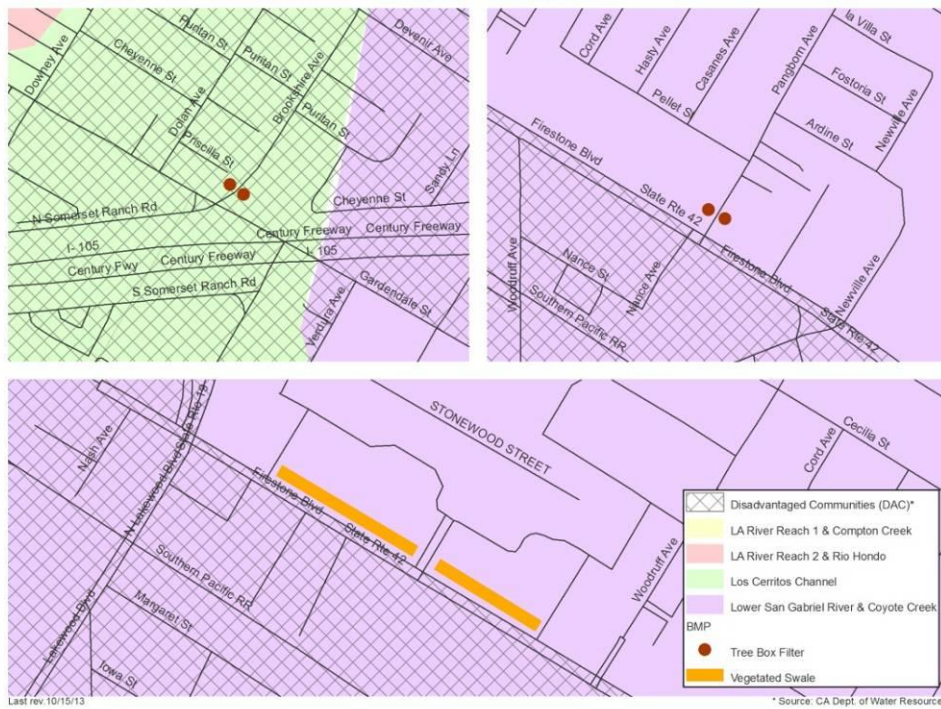 Puritan St
Devenir Ave
Downey Ave
Cheyenne St
Puritan St
Brookshire Ave
Dolan Ave
Puritan St
Priscilla St
Sandy Ln
Cheyenne St
N Somerset Ranch Rd
Century Freeway
Century Freeway
I- 105
I- 105
Century Fwy
Century Freeway
S Somerset Ranch Rd
Gardendale St
Verdura Ave
la Villa St
Cord Ave
Hasty Ave
Casanes Ave
Pangborn Ave
Fostoria St
Pellet St
Newville Ave
Ardine St
Firestone Blvd
State Rte 42
Woodruff Ave
Nance St
Firestone Blvd
Nance Ave
Newville Ave
Southern Pacific RR
State Rte 42
STONEWOOD STREET
Cecilia St
Cord Ave
Nash Ave
State Rte 19
N Lakewood Blvd
Firestone Blvd
State Rte 42
Woodruff Ave
Southern Pacific RR
Margaret St
Lakewood Blvd
Iowa St
Disadvantaged Communities (DAC)*
LA River Reach 1 & Compton Creek
LA River Reach 2 & Rio Hondo
Los Cerritos Channel
Lower San Gabriel River & Coyote Creek
BMP
Tree Box Filter
Vegetated Swale
Last rev.10/15/13
* Source: CA Dept. of Water Resource